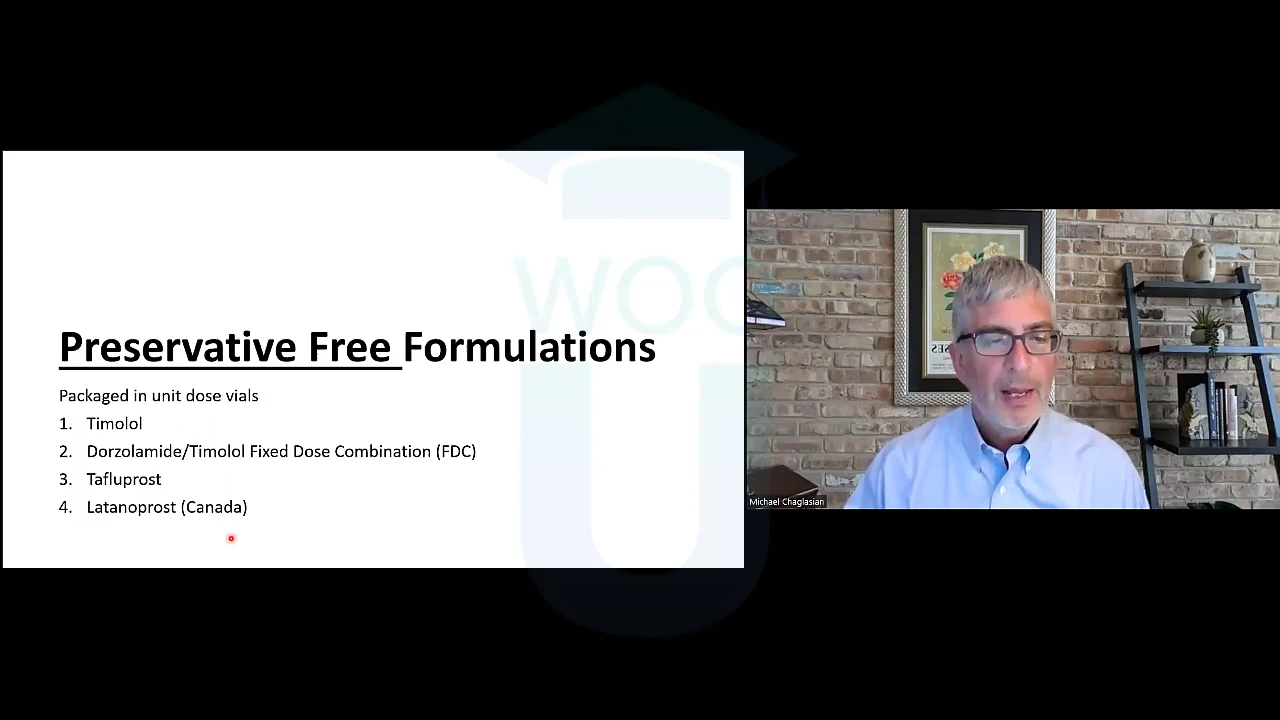 Preservative Free Formulations
Packaged in unit dose vials
1. Timolol
2. Dorzolamide/Timolol Fixed Dose Combination (FDC)
3. Tafluprost
4. Latanoprost (Canada)
WOC
U
Michael Chaglasian